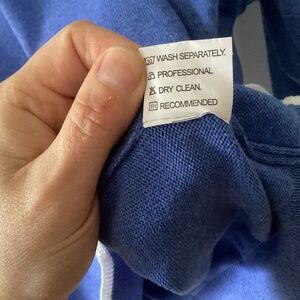 WASH SEPARATELY.
PROFESSIONAL
DRY CLEAN.
RECOMMENDED